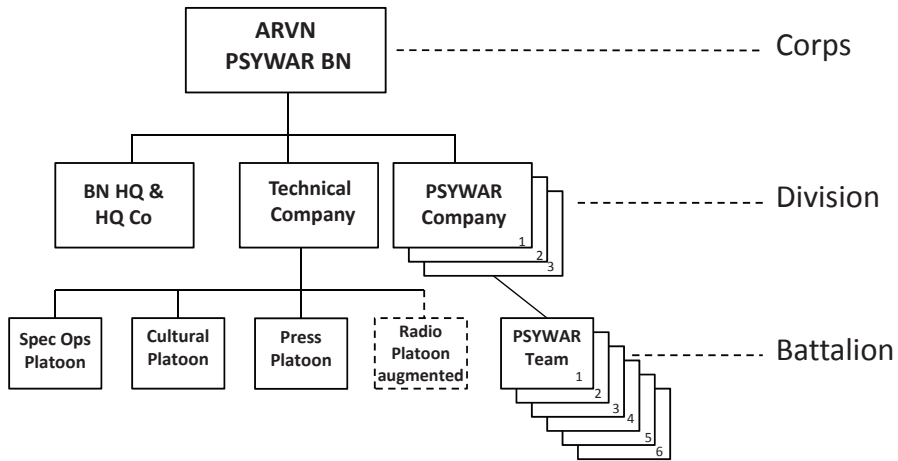 ARVN
PSYWAR BN
Corps
BN HQ &
HQ Co
Technical
Company
PSYWAR
Company
1
2
3
Division
Spec Ops
Platoon
Cultural
Platoon
Press
Platoon
Radio
Platoon
augmented
PSYWAR
Team
1
2
3
4
5
6
Battalion